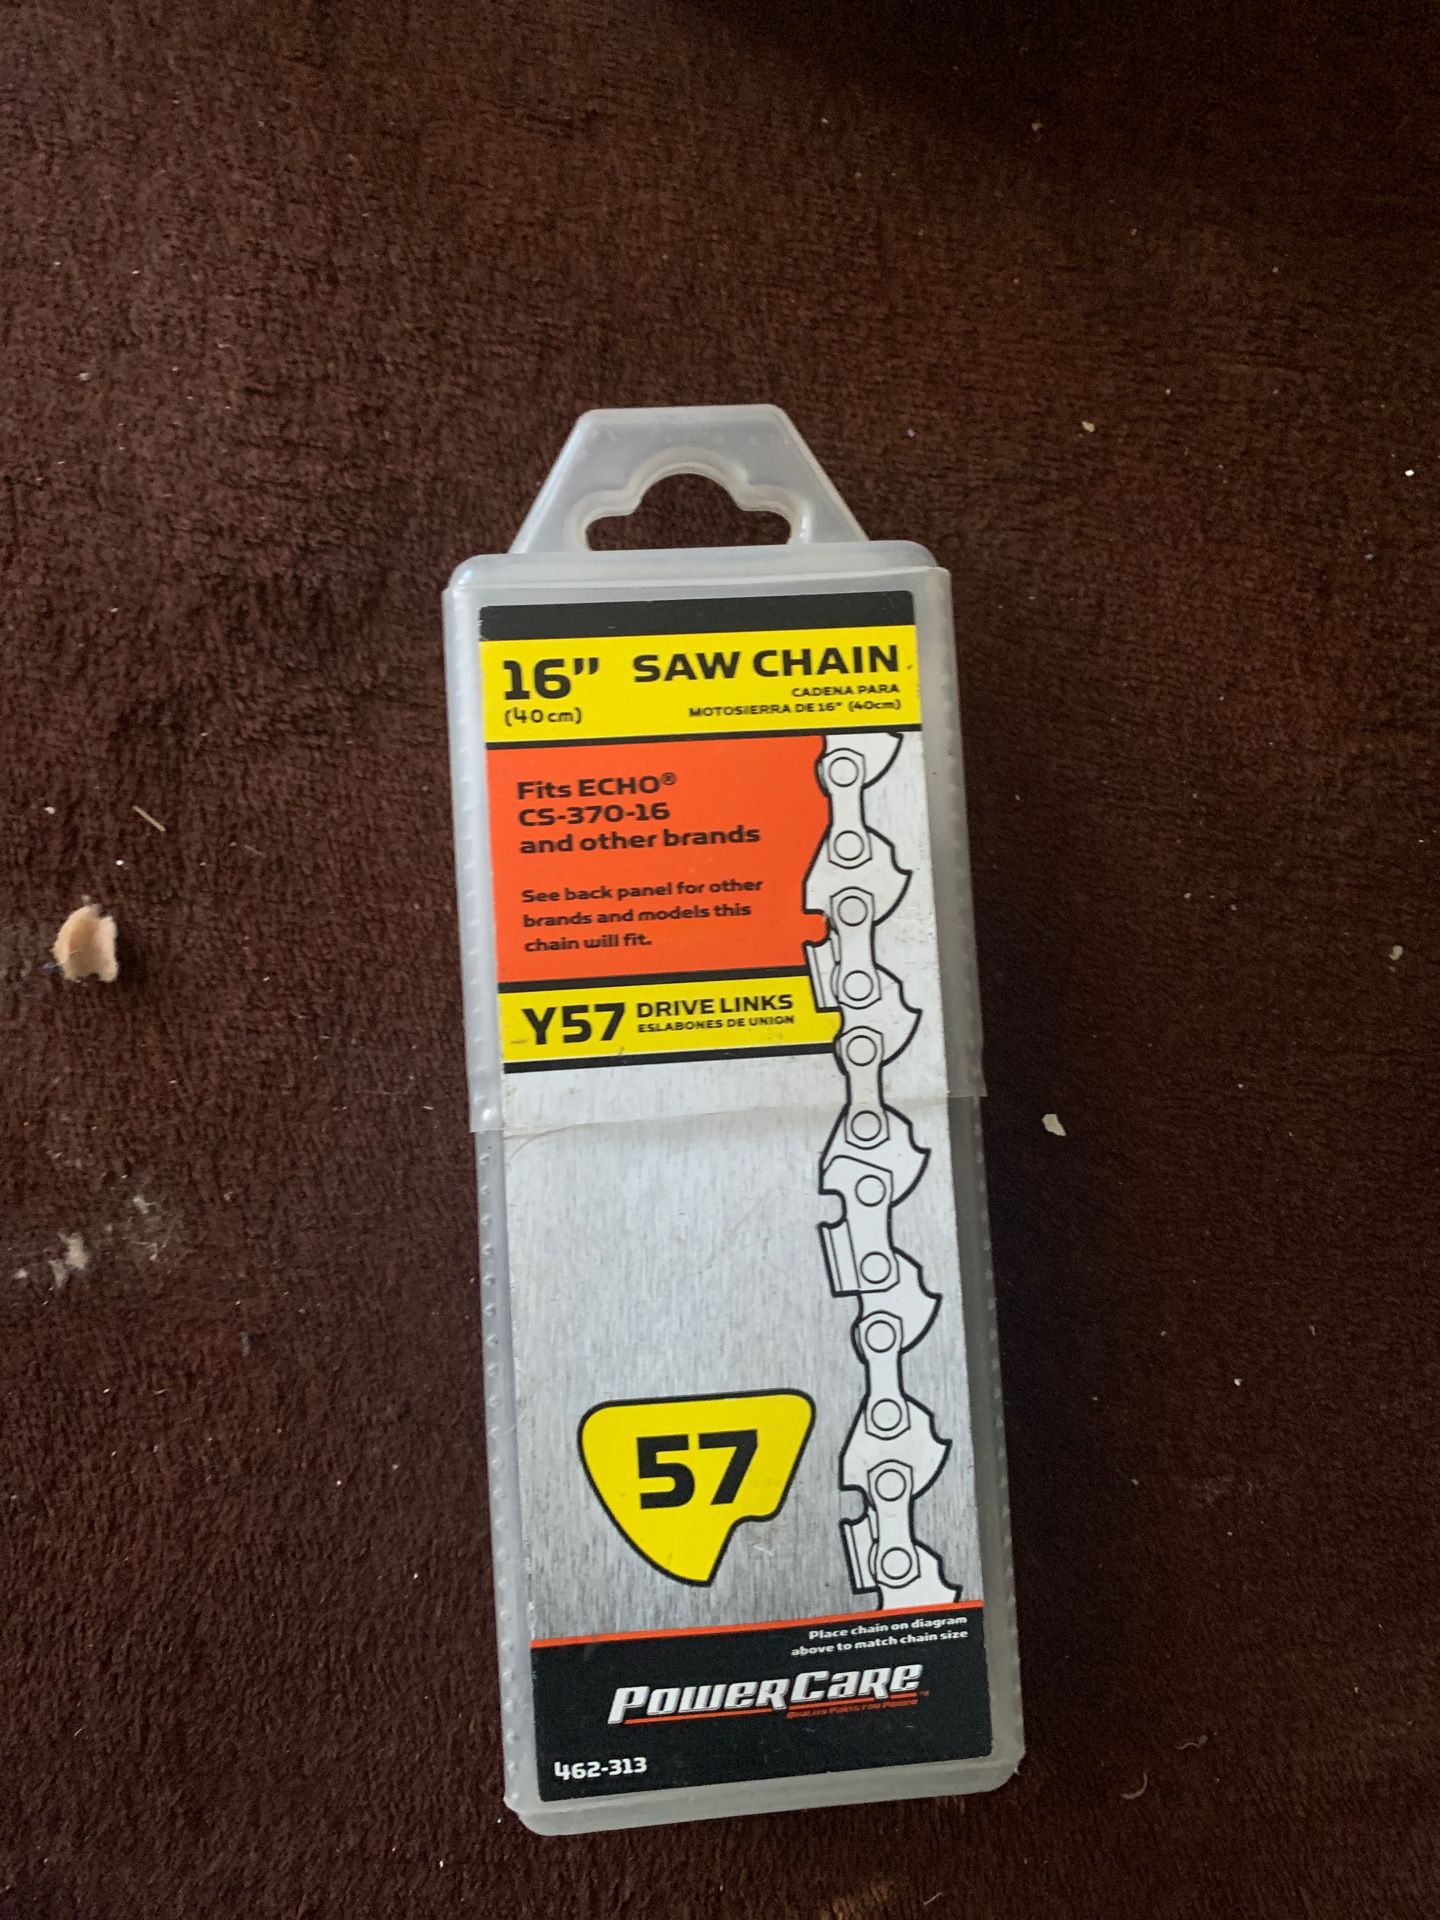 16" SAW CHAIN
(40 cm) CADENA PARA
MOTOSIERRA DE 16" (40cm)
Fits ECHO®
CS-370-16
and other brands
See back panel for other
brands and models this
chain will fit.
Y57 DRIVE LINKS
ESLABONES DE UNION
57
Place chain on diagram
above to match chain size
PowerCare™
462-313